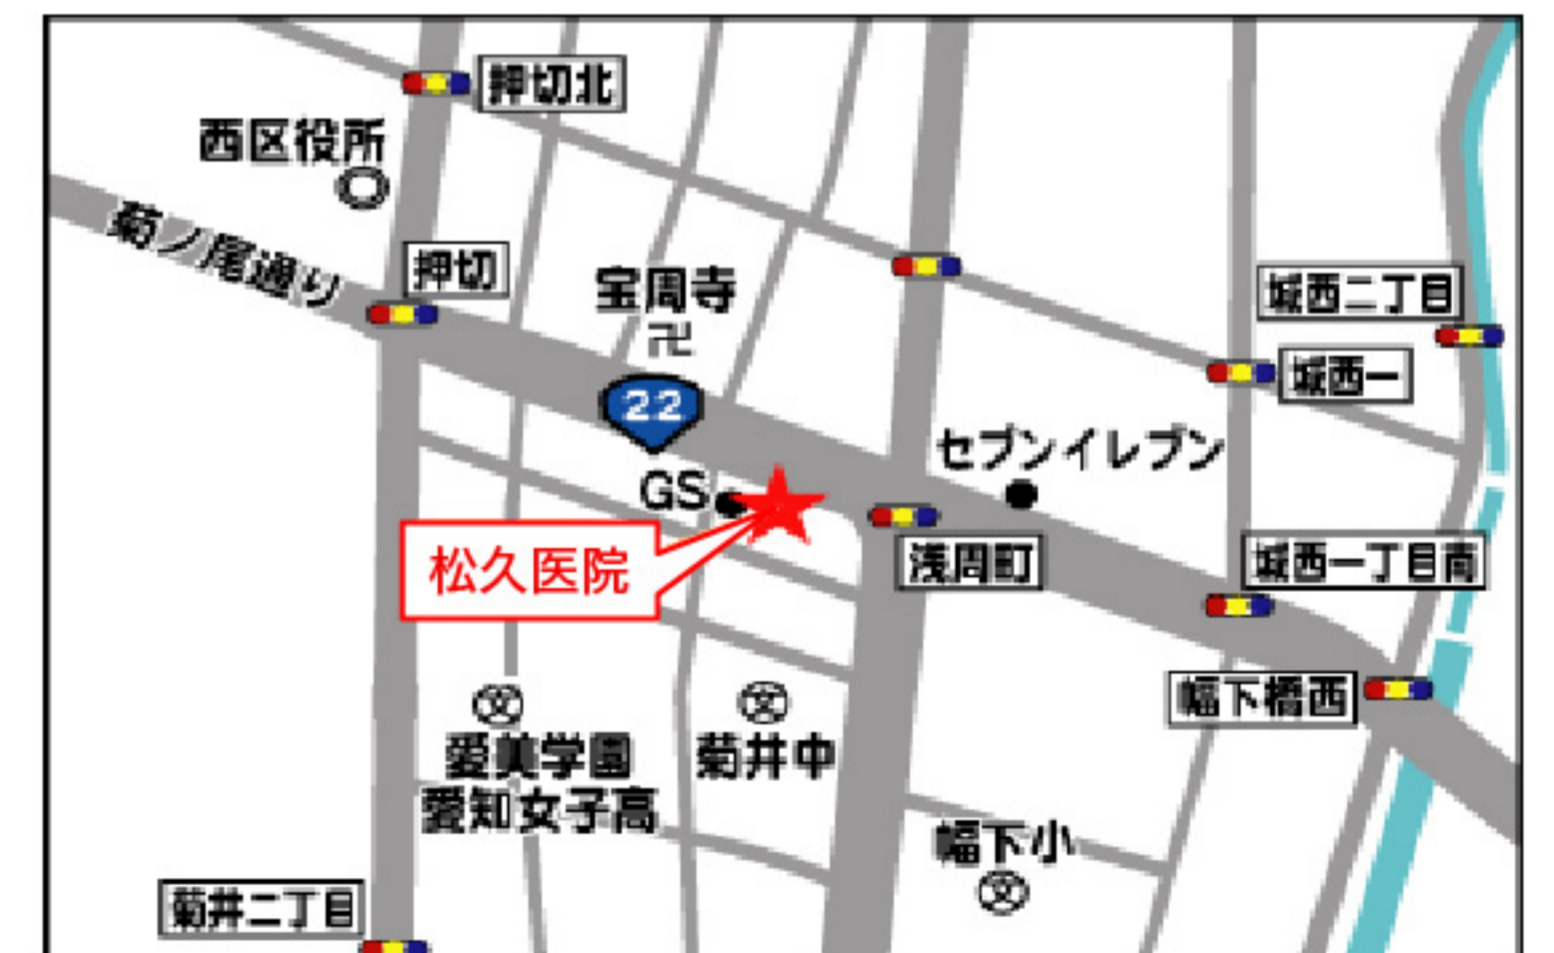 押切北
西区役所
菊ノ尾通り
押切
宝周寺
城西二丁目
22
城西一
セブンイレブン
GS
浅間町
城西一丁目南
松久医院
幅下橋西
愛美学園
愛知女子高
菊井中
幅下小
菊井二丁目